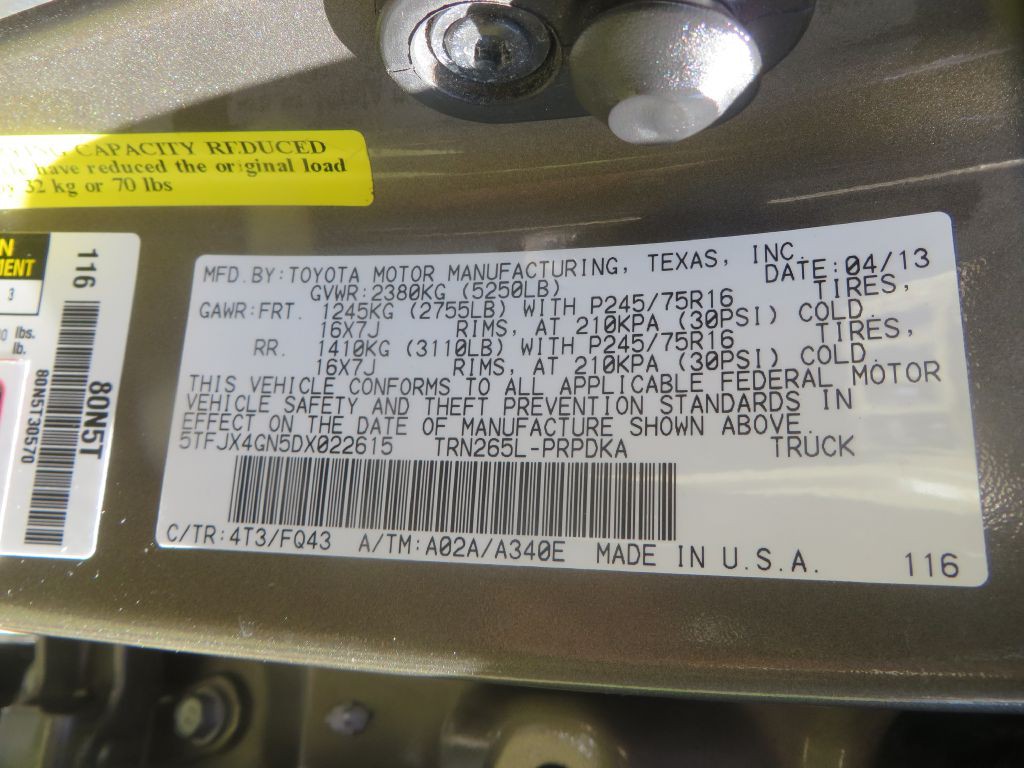 CAPACITY REDUCED
have reduced the original load
32 kg or 70 lbs
N
MENT
3
lbs.
lb.
116
80N5T
80N5T30570
MFD.BY:TOYOTA MOTOR MANUFACTURING, TEXAS, INC. DATE:04/13
GVWR:2380KG (5250LB)
GAWR:FRT. 1245KG (2755LB) WITH P245/75R16 TIRES,
16X7J RIMS, AT 210KPA (30PSI) COLD.
RR. 1410KG (3110LB) WITH P245/75R16 TIRES,
16X7J RIMS, AT 210KPA (30PSI) COLD.
THIS VEHICLE CONFORMS TO ALL APPLICABLE FEDERAL MOTOR
VEHICLE SAFETY AND THEFT PREVENTION STANDARDS IN
EFFECT ON THE DATE OF MANUFACTURE SHOWN ABOVE.
5TFJX4GN5DX022615 TRN265L-PRPDKA TRUCK
C/TR:4T3/FQ43 A/TM:A02A/A340E MADE IN U.S.A. 116